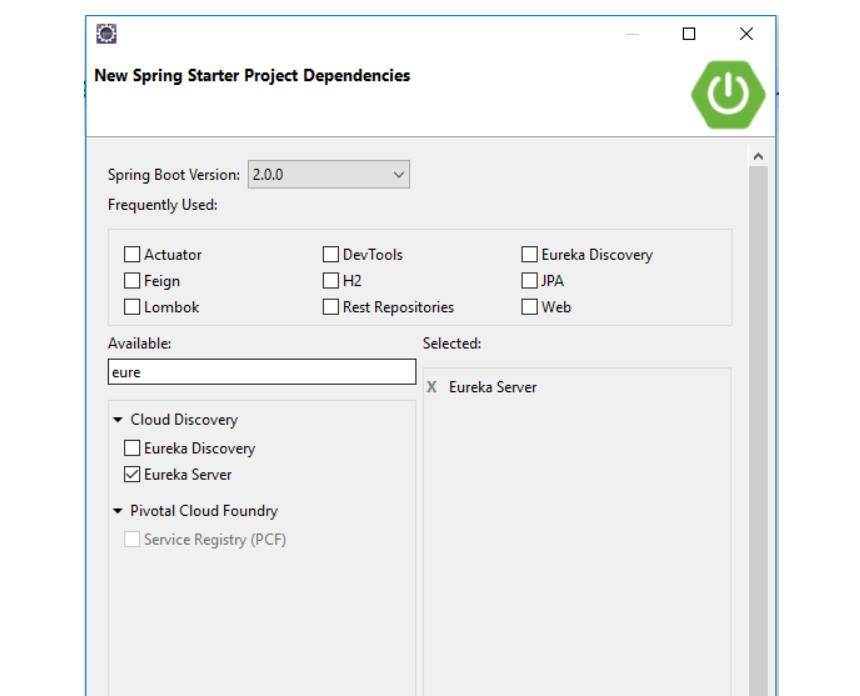 New Spring Starter Project Dependencies
Spring Boot Version: 2.0.0
Frequently Used:
Actuator DevTools Eureka Discovery
Feign H2 JPA
Lombok Rest Repositories Web
Available: Selected:
eure
X Eureka Server
Cloud Discovery
Eureka Discovery
Eureka Server
Pivotal Cloud Foundry
Service Registry (PCF)